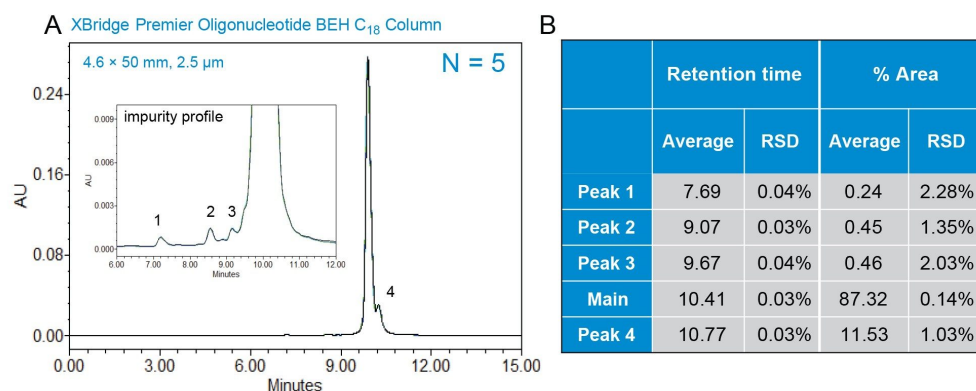 A XBridge Premier Oligonucleotide BEH C18 Column
4.6 × 50 mm, 2.5 µm
N = 5
0.24
0.16
0.08
0.00
AU
impurity profile
0.009
0.006
0.003
0.000
AU
1
2
3
6.00 7.00 8.00 9.00 10.00 11.00 12.00
Minutes
4
0.00 3.00 6.00 9.00 12.00 15.00
Minutes
B
Retention time % Area
Average RSD Average RSD
Peak 1 7.69 0.04% 0.24 2.28%
Peak 2 9.07 0.03% 0.45 1.35%
Peak 3 9.67 0.04% 0.46 2.03%
Main 10.41 0.03% 87.32 0.14%
Peak 4 10.77 0.03% 11.53 1.03%